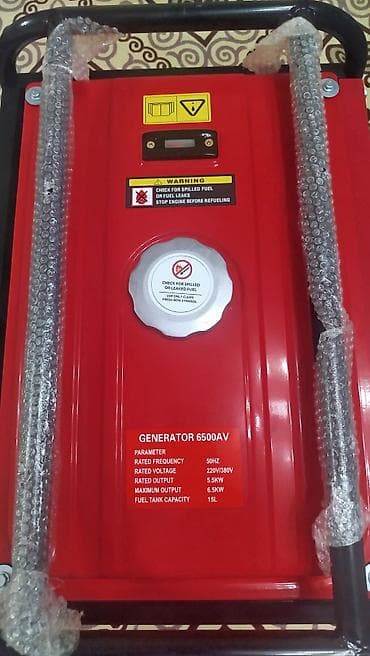 WARNING
CHECK FOR SPILLED FUEL
OR FUEL LEAKS
STOP ENGINE BEFORE REFUELING
CHECK FOR SPILLED
OR LEAKED FUEL
GENERATOR 6500AV
PARAMETER
RATED FREQUENCY 50HZ
RATED VOLTAGE 220V/380V
RATED OUTPUT 5.5KW
MAXIMUM OUTPUT 6.5KW
FUEL TANK CAPACITY 15L